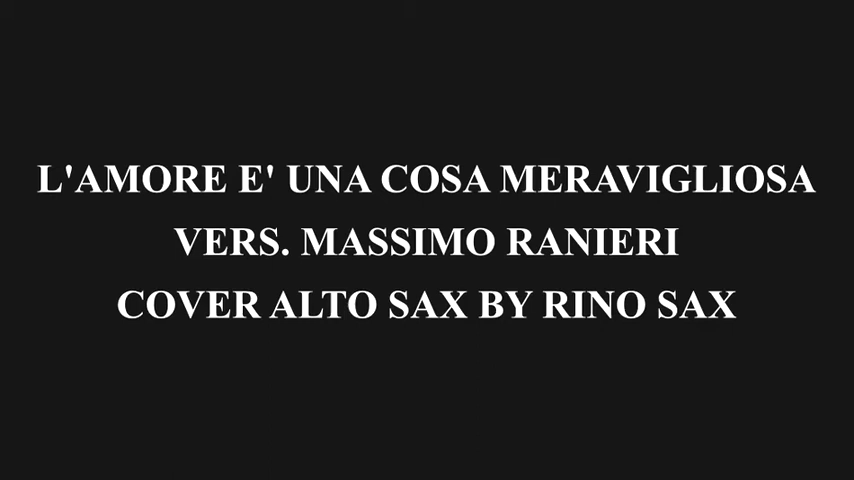 L'AMORE E' UNA COSA MERAVIGLIOSA
VERS. MASSIMO RANIERI
COVER ALTO SAX BY RINO SAX